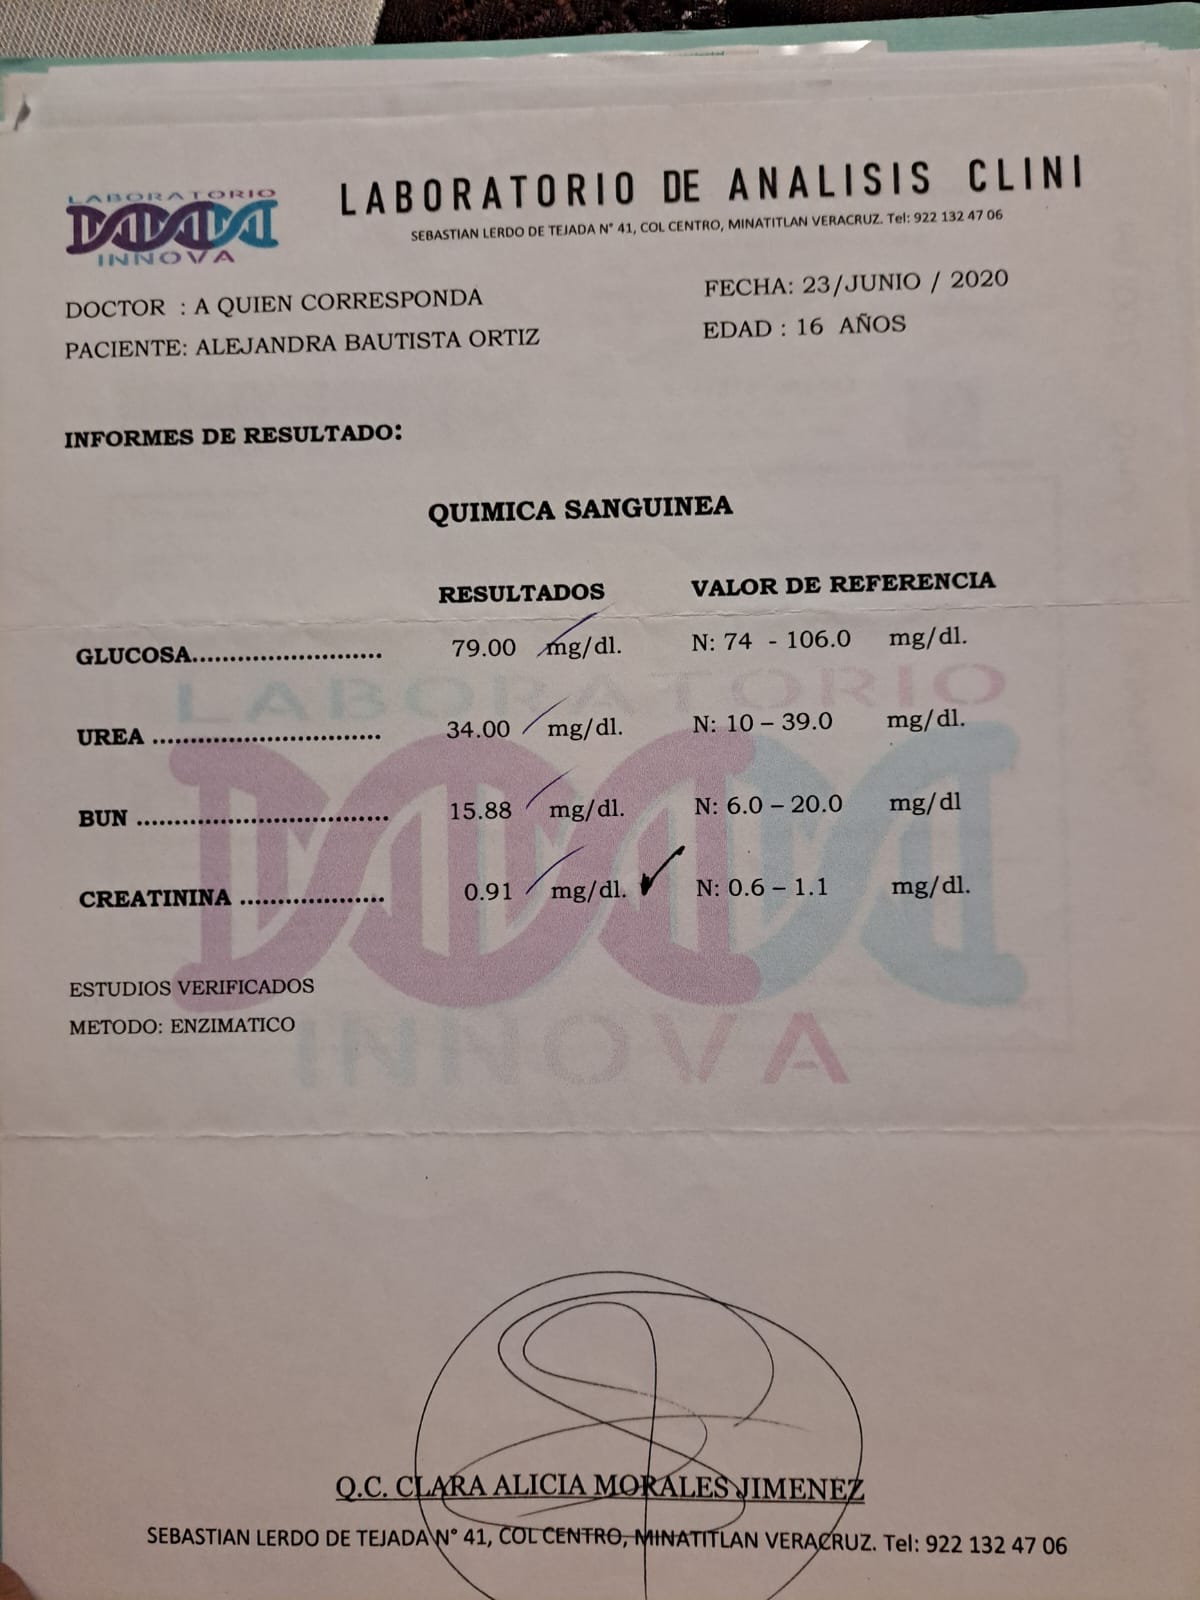 LABORATORIO
INNOVA
LABORATORIO DE ANALISIS CLINI
SEBASTIAN LERDO DE TEJADA N° 41, COL CENTRO, MINATITLAN VERACRUZ. Tel: 922 132 47 06
DOCTOR : A QUIEN CORRESPONDA
FECHA: 23/JUNIO / 2020
PACIENTE: ALEJANDRA BAUTISTA ORTIZ
EDAD : 16 AÑOS
INFORMES DE RESULTADO:
QUIMICA SANGUINEA
RESULTADOS VALOR DE REFERENCIA
GLUCOSA......................... 79.00 mg/dl. N: 74 - 106.0 mg/dl.
UREA .............................. 34.00 mg/dl. N: 10 – 39.0 mg/dl.
BUN ................................. 15.88 mg/dl. N: 6.0 – 20.0 mg/dl
CREATININA ................... 0.91 mg/dl. N: 0.6 – 1.1 mg/dl.
LABORATORIO
INNOVA
ESTUDIOS VERIFICADOS
METODO: ENZIMATICO
Q.C. CLARA ALICIA MORALES JIMENEZ
SEBASTIAN LERDO DE TEJADA N° 41, COL CENTRO, MINATITLAN VERACRUZ. Tel: 922 132 47 06